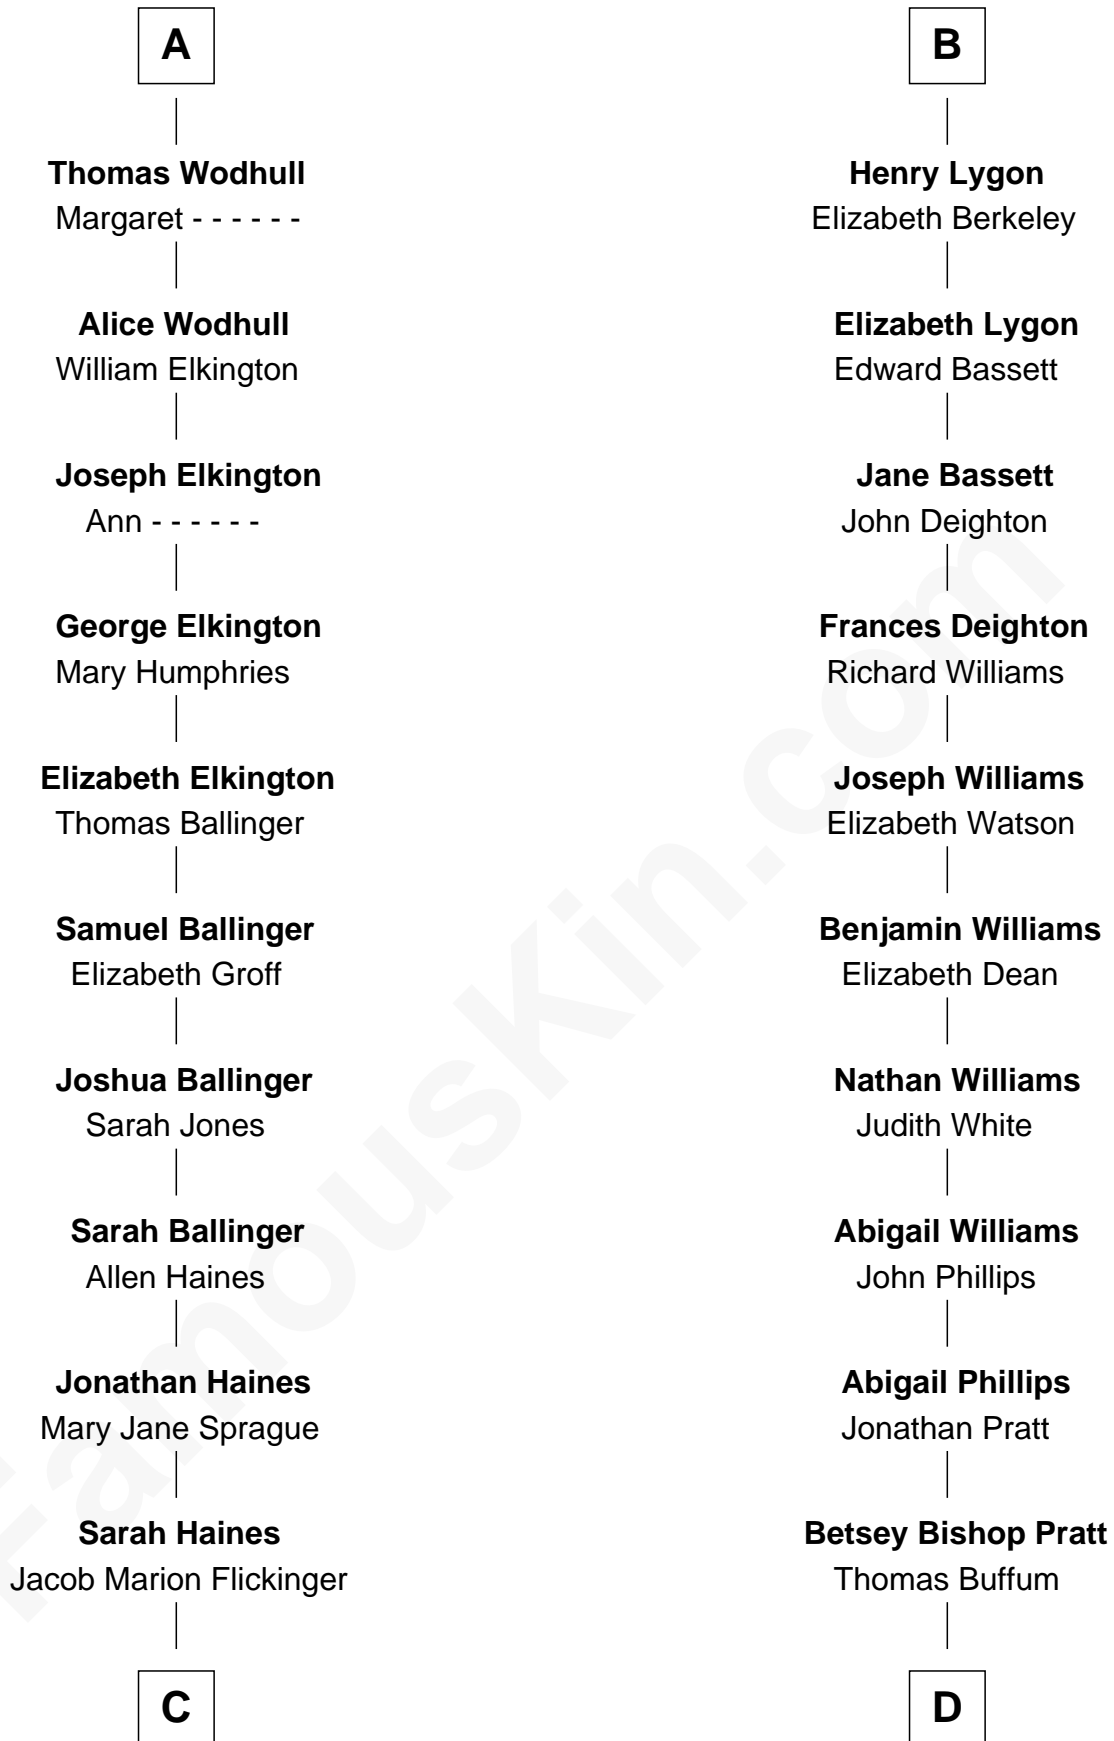 A
Thomas Wodhull
Margaret - - - - - -
Alice Wodhull
William Elkington
Joseph Elkington
Ann - - - - - -
George Elkington
Mary Humphries
Elizabeth Elkington
Thomas Ballinger
Samuel Ballinger
Elizabeth Groff
Joshua Ballinger
Sarah Jones
Sarah Ballinger
Allen Haines
Jonathan Haines
Mary Jane Sprague
Sarah Haines
Jacob Marion Flickinger
C
B
Henry Lygon
Elizabeth Berkeley
Elizabeth Lygon
Edward Bassett
Jane Bassett
John Deighton
Frances Deighton
Richard Williams
Joseph Williams
Elizabeth Watson
Benjamin Williams
Elizabeth Dean
Nathan Williams
Judith White
Abigail Williams
John Phillips
Abigail Phillips
Jonathan Pratt
Betsey Bishop Pratt
Thomas Buffum
D
FamousKin.com